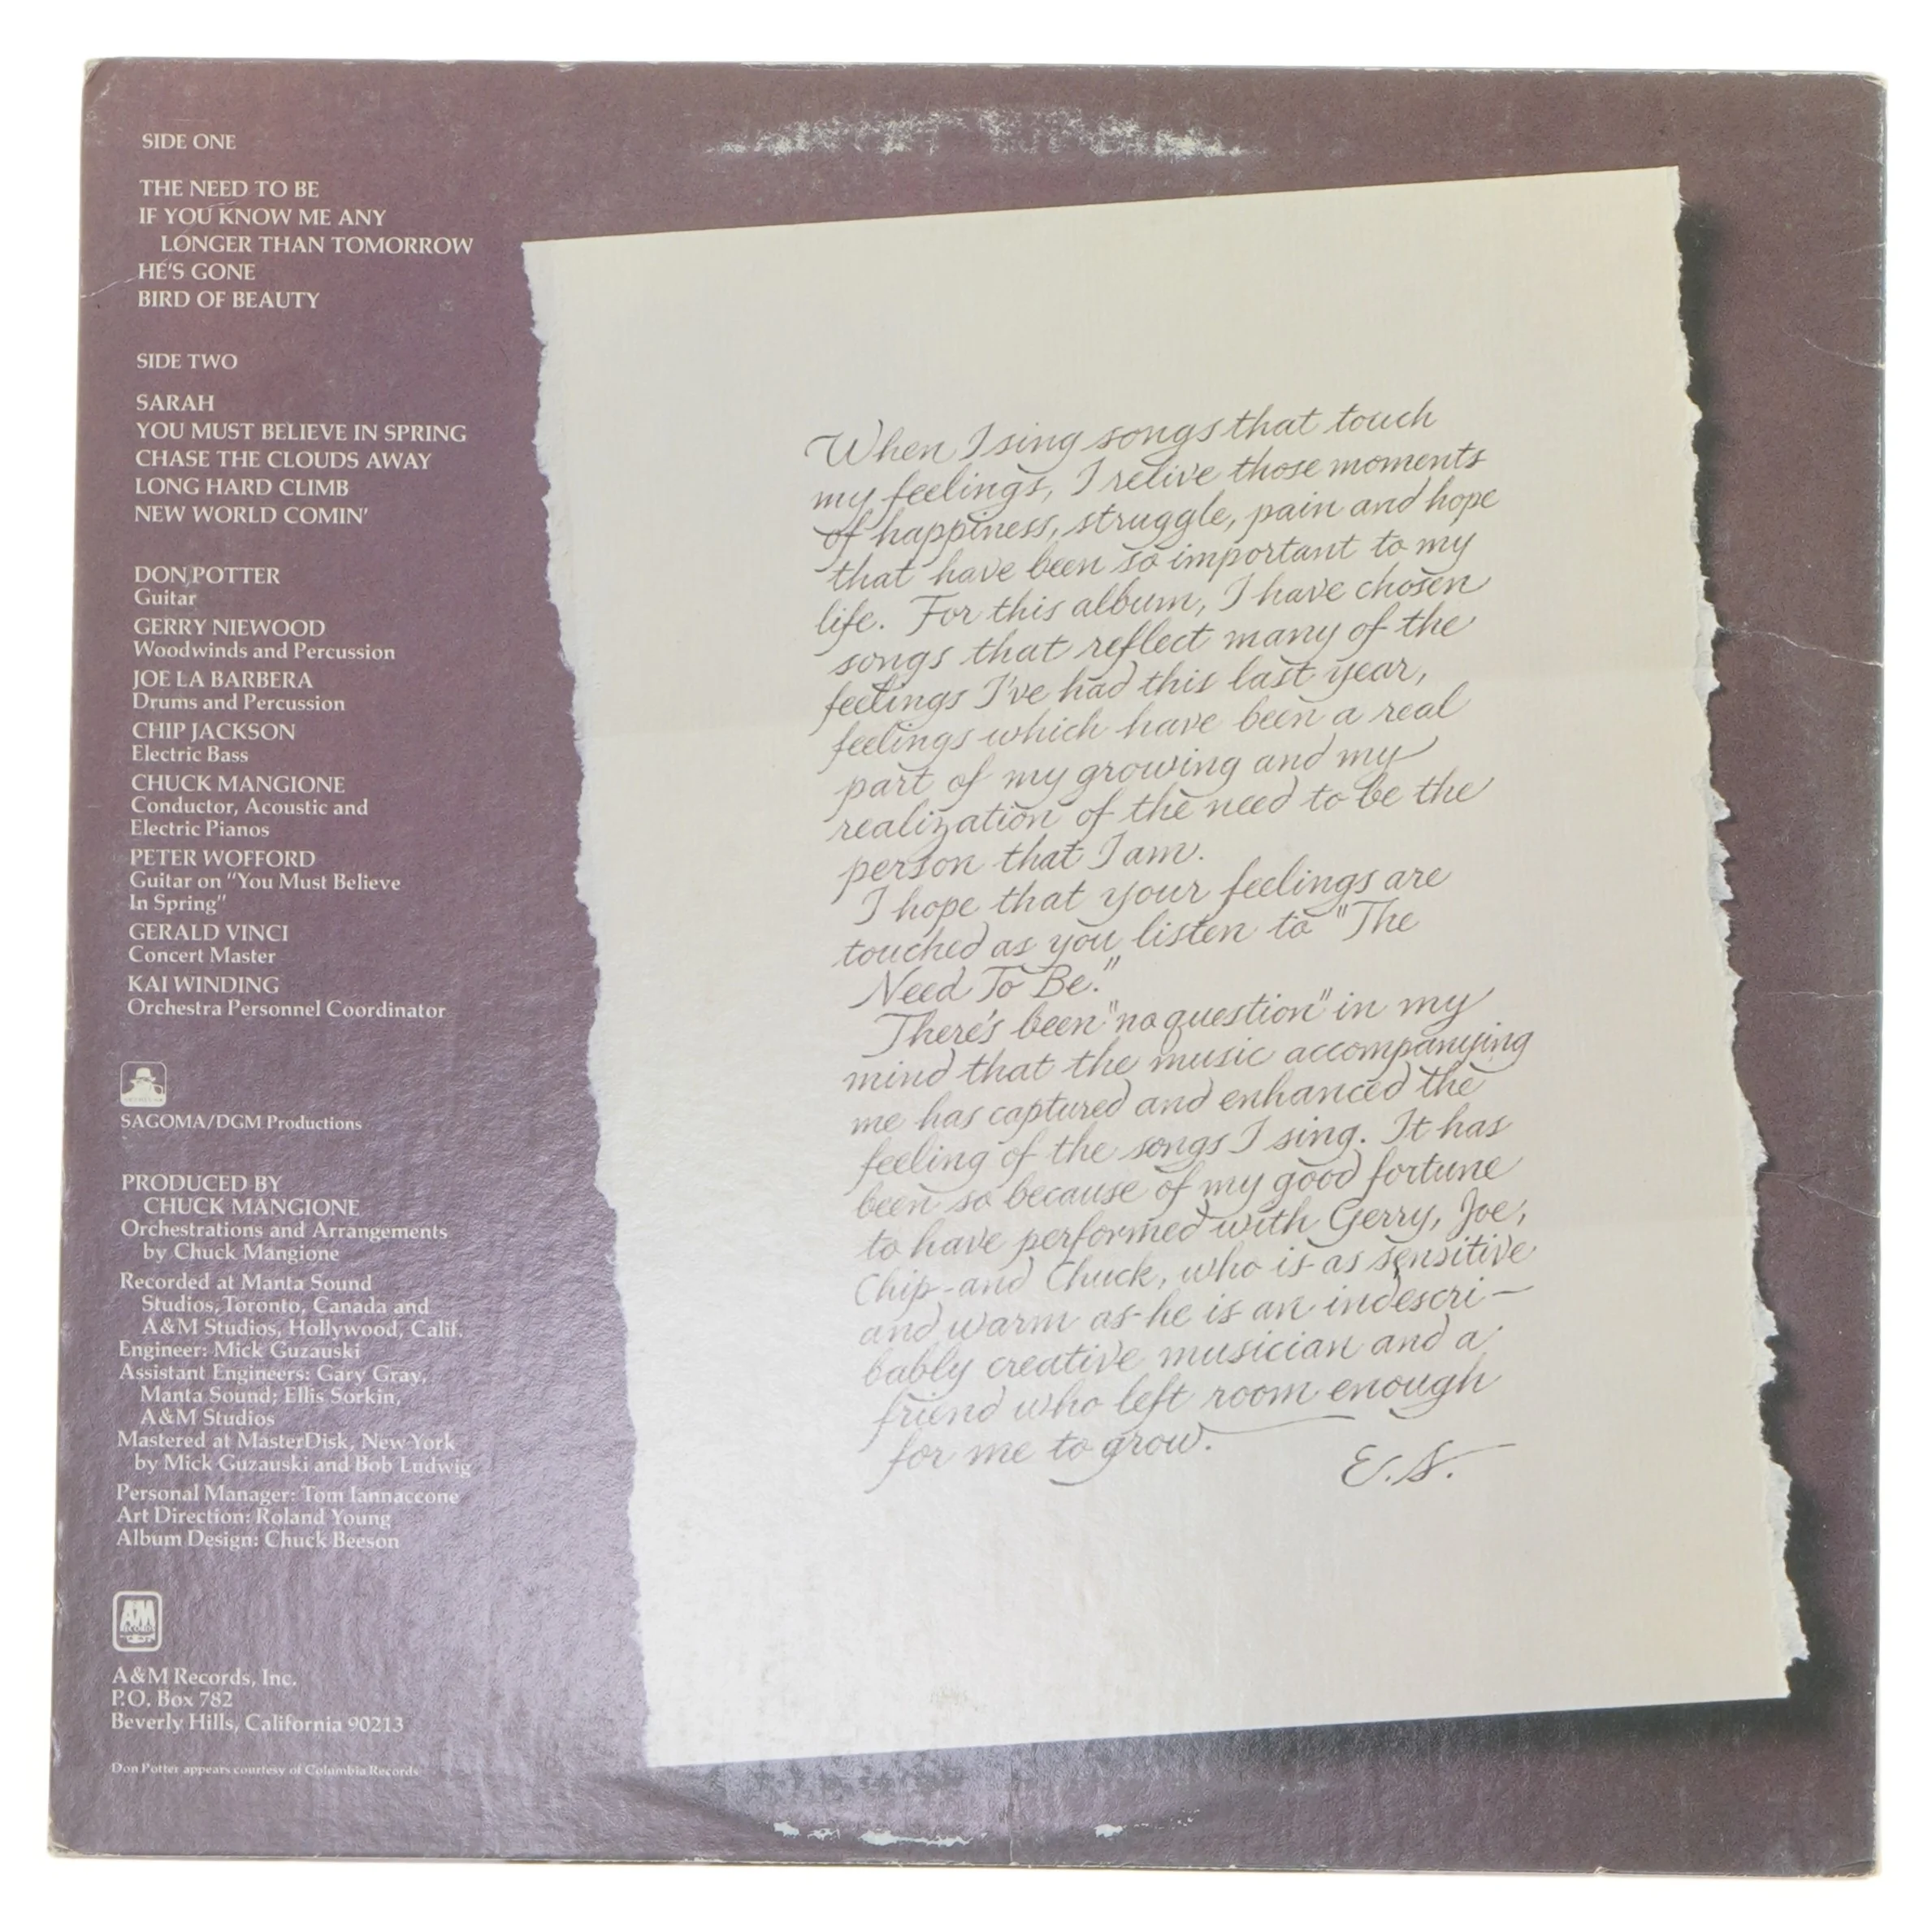 SIDE ONE
THE NEED TO BE
IF YOU KNOW ME ANY
LONGER THAN TOMORROW
HE'S GONE
BIRD OF BEAUTY
SIDE TWO
SARAH
YOU MUST BELIEVE IN SPRING
CHASE THE CLOUDS AWAY
LONG HARD CLIMB
NEW WORLD COMIN'
DON POTTER
Guitar
GERRY NIEWOOD
Woodwinds and Percussion
JOE LA BARBERA
Drums and Percussion
CHIP JACKSON
Electric Bass
CHUCK MANGIONE
Conductor, Acoustic and
Electric Pianos
PETER WOFFORD
Guitar on "You Must Believe
In Spring"
GERALD VINCI
Concert Master
KAI WINDING
Orchestra Personnel Coordinator
SAGOMA/DGM Productions
PRODUCED BY
CHUCK MANGIONE
Orchestrations and Arrangements
by Chuck Mangione
Recorded at Manta Sound
Studios, Toronto, Canada and
A&M Studios, Hollywood, Calif.
Engineer: Mick Guzauski
Assistant Engineers: Gary Gray,
Manta Sound; Ellis Sorkin,
A&M Studios
Mastered at MasterDisk, New York
by Mick Guzauski and Bob Ludwig
Personal Manager: Tom Iannaccone
Art Direction: Roland Young
Album Design: Chuck Beeson
A&M
RECORDS
A&M Records, Inc.
P.O. Box 782
Beverly Hills, California 90213
Don Potter appears courtesy of Columbia Records
When I sing songs that touch
my feelings, I relive those moments
of happiness, struggle, pain and hope
that have been so important to my
life. For this album, I have chosen
songs that reflect many of the
feelings I've had this last year,
feelings which have been a real
part of my growing and my
realization of the need to be the
person that I am.
I hope that your feelings are
touched as you listen to "The
Need To Be."
There's been "no question" in my
mind that the music accompanying
me has captured and enhanced the
feeling of the songs I sing. It has
been so because of my good fortune
to have performed with Gerry, Joe,
Chip-and Chuck, who is as sensitive
and warm as he is an indescri-
bably creative musician and a
friend who left room enough
for me to grow.
E.S.